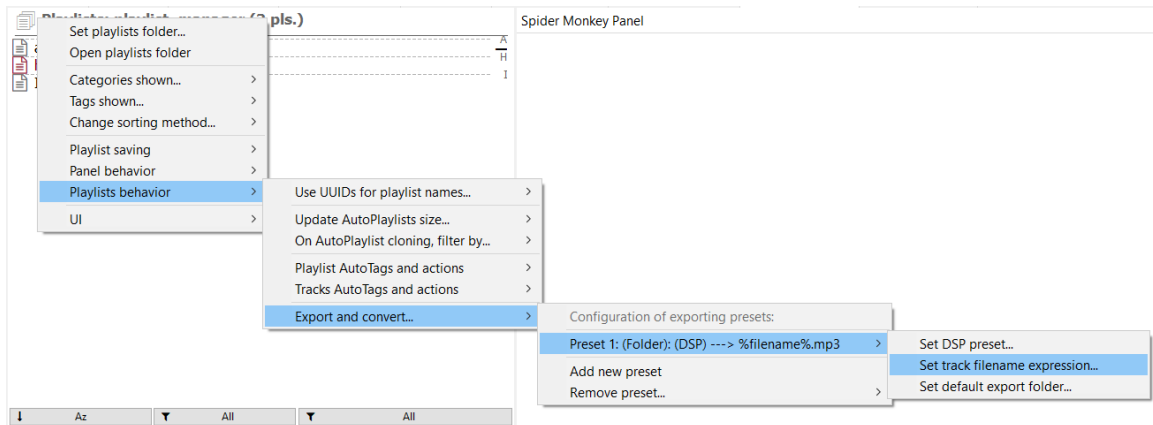 Playlists: playlist_manager (3 pls.)
Spider Monkey Panel
A
H
I
Set playlists folder...
Open playlists folder
Categories shown...
Tags shown...
Change sorting method...
Playlist saving
Panel behavior
Playlists behavior
UI
Use UUIDs for playlist names...
Update AutoPlaylists size...
On AutoPlaylist cloning, filter by...
Playlist AutoTags and actions
Tracks AutoTags and actions
Export and convert...
Configuration of exporting presets:
Preset 1: (Folder): (DSP) ---> %filename%.mp3
Add new preset
Remove preset...
Set DSP preset...
Set track filename expression...
Set default export folder...
Az
All
All